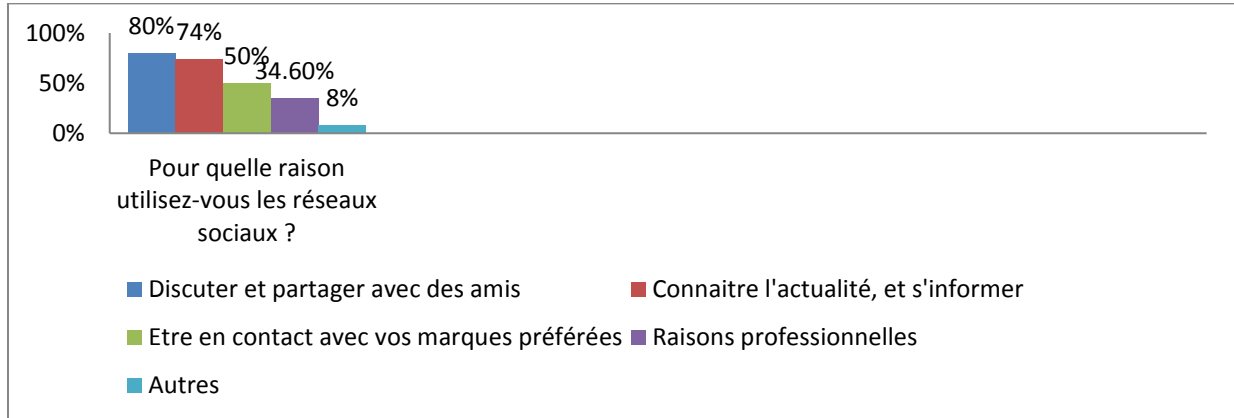 80%
74%
50%
34.60%
8%
100%
50%
0%
Pour quelle raison
utilisez-vous les réseaux
sociaux ?
Discuter et partager avec des amis
Connaitre l'actualité, et s'informer
Etre en contact avec vos marques préférées
Raisons professionnelles
Autres